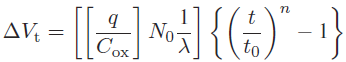 ΔV_t = [[q/C_ox] N_0 1/λ] {(t/t_0)^n − 1}